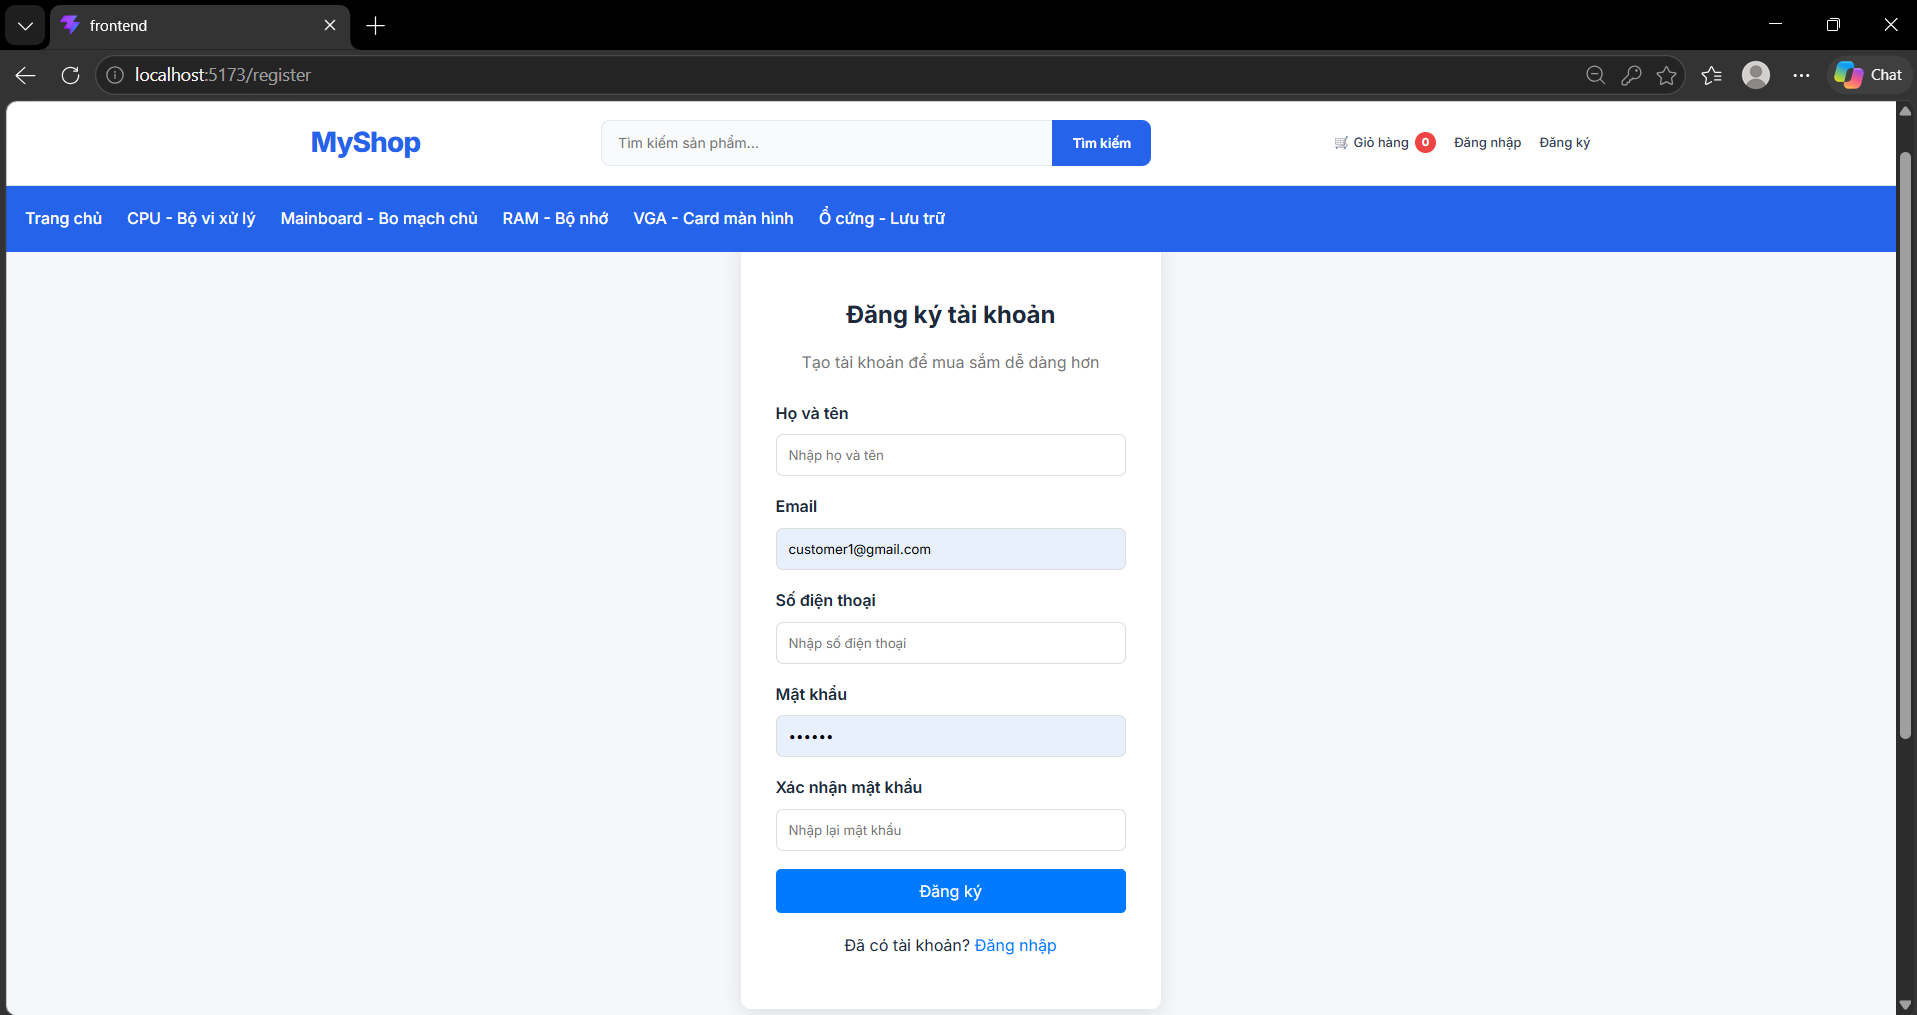 frontend
localhost:5173/register
Chat
MyShop
Tìm kiếm sản phẩm...
Tìm kiếm
Giỏ hàng 0
Đăng nhập
Đăng ký
Trang chủ
CPU - Bộ vi xử lý
Mainboard - Bo mạch chủ
RAM - Bộ nhớ
VGA - Card màn hình
Ổ cứng - Lưu trữ
Đăng ký tài khoản
Tạo tài khoản để mua sắm dễ dàng hơn
Họ và tên
Nhập họ và tên
Email
customer1@gmail.com
Số điện thoại
Nhập số điện thoại
Mật khẩu
••••••
Xác nhận mật khẩu
Nhập lại mật khẩu
Đăng ký
Đã có tài khoản? Đăng nhập